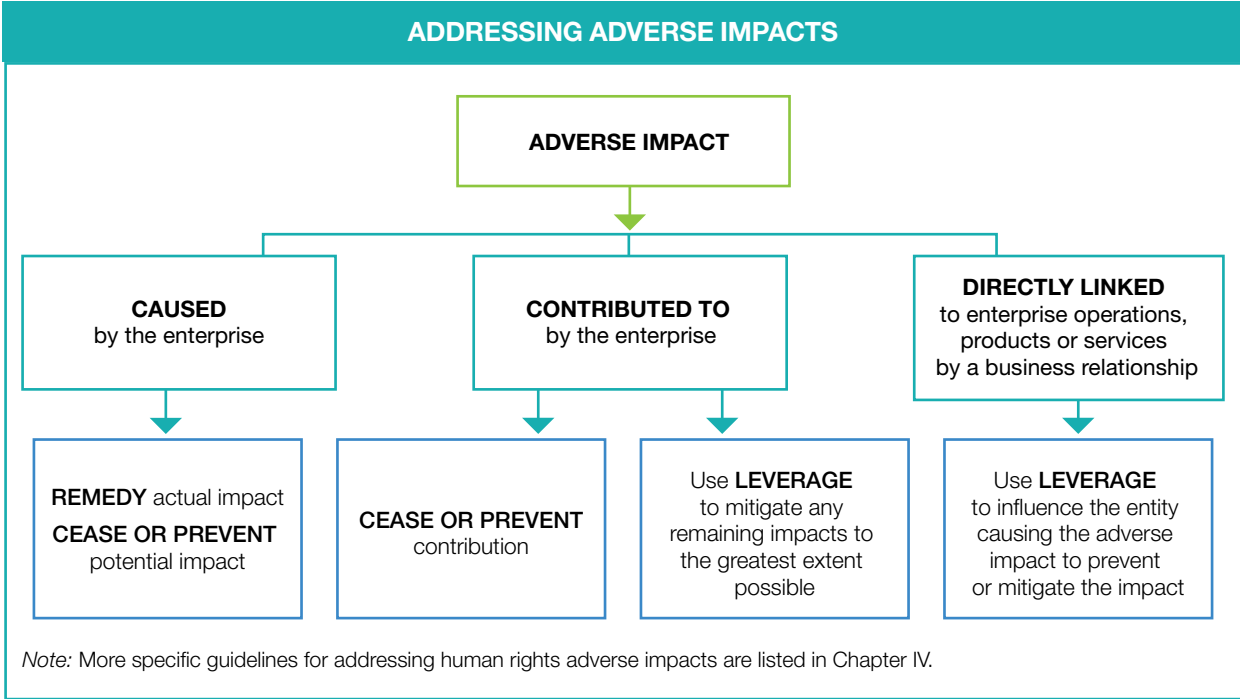 ADDRESSING ADVERSE IMPACTS
ADVERSE IMPACT
CAUSED
by the enterprise
CONTRIBUTED TO
by the enterprise
DIRECTLY LINKED
to enterprise operations,
products or services
by a business relationship
REMEDY actual impact
CEASE OR PREVENT
potential impact
CEASE OR PREVENT
contribution
Use LEVERAGE
to mitigate any
remaining impacts to
the greatest extent
possible
Use LEVERAGE
to influence the entity
causing the adverse
impact to prevent
or mitigate the impact
Note: More specific guidelines for addressing human rights adverse impacts are listed in Chapter IV.